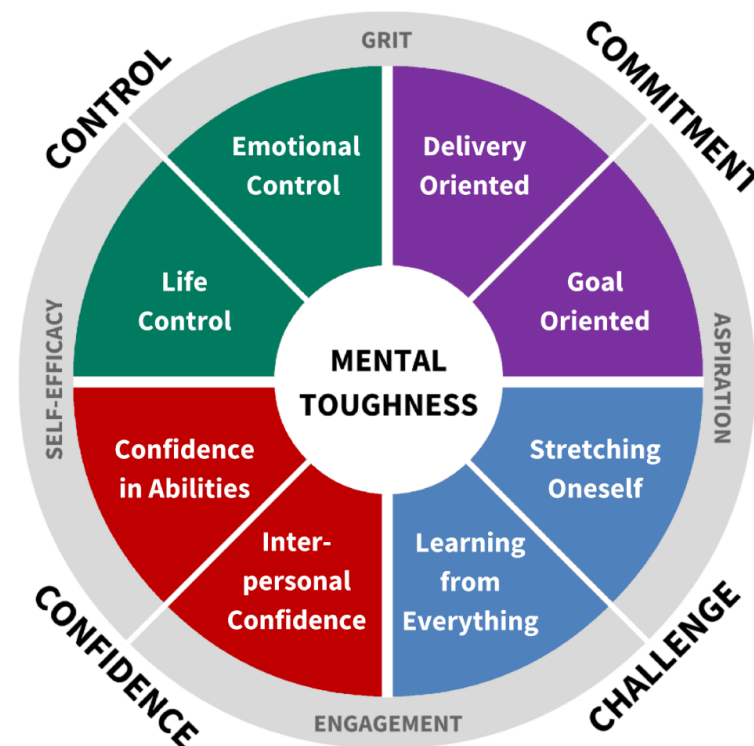 GRIT
CONTROL
COMMITMENT
Emotional
Control
Delivery
Oriented
Life
Control
Goal
Oriented
SELF-EFFICACY
ASPIRATION
MENTAL
TOUGHNESS
Confidence
in Abilities
Stretching
Oneself
Inter-
personal
Confidence
Learning
from
Everything
CONFIDENCE
CHALLENGE
ENGAGEMENT